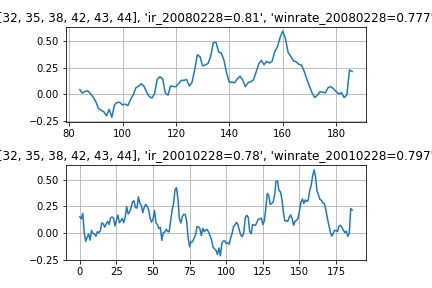 [32, 35, 38, 42, 43, 44], 'ir_20080228=0.81', 'winrate_20080228=0.777'
0.50
0.25
0.00
−0.25
80 100 120 140 160 180
[32, 35, 38, 42, 43, 44], 'ir_20010228=0.78', 'winrate_20010228=0.797'
0.50
0.25
0.00
−0.25
0 25 50 75 100 125 150 175